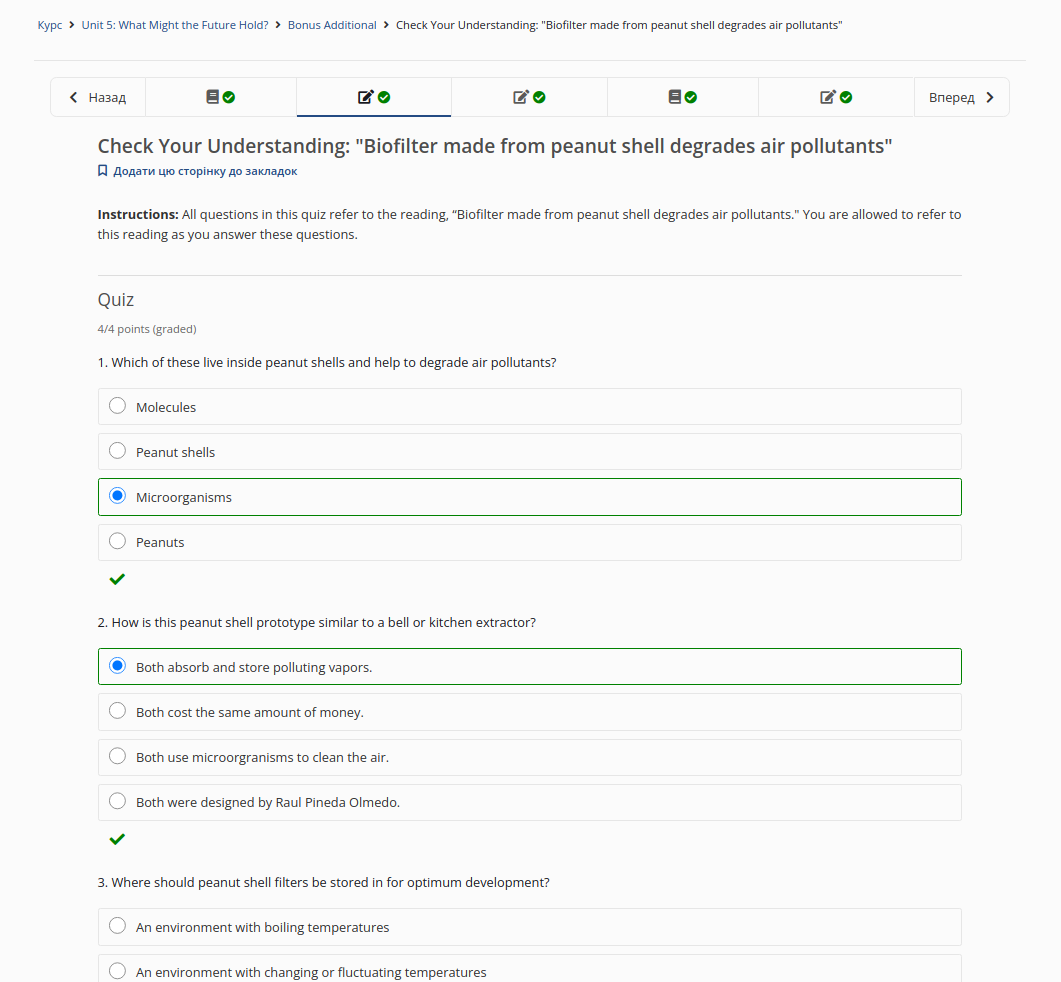 Курс > Unit 5: What Might the Future Hold? > Bonus Additional > Check Your Understanding: "Biofilter made from peanut shell degrades air pollutants"
Назад
Вперед
Check Your Understanding: "Biofilter made from peanut shell degrades air pollutants"
Додати цю сторінку до закладок
Instructions: All questions in this quiz refer to the reading, “Biofilter made from peanut shell degrades air pollutants." You are allowed to refer to
this reading as you answer these questions.
Quiz
4/4 points (graded)
1. Which of these live inside peanut shells and help to degrade air pollutants?
Molecules
Peanut shells
Microorganisms
Peanuts
2. How is this peanut shell prototype similar to a bell or kitchen extractor?
Both absorb and store polluting vapors.
Both cost the same amount of money.
Both use microorgranisms to clean the air.
Both were designed by Raul Pineda Olmedo.
3. Where should peanut shell filters be stored in for optimum development?
An environment with boiling temperatures
An environment with changing or fluctuating temperatures